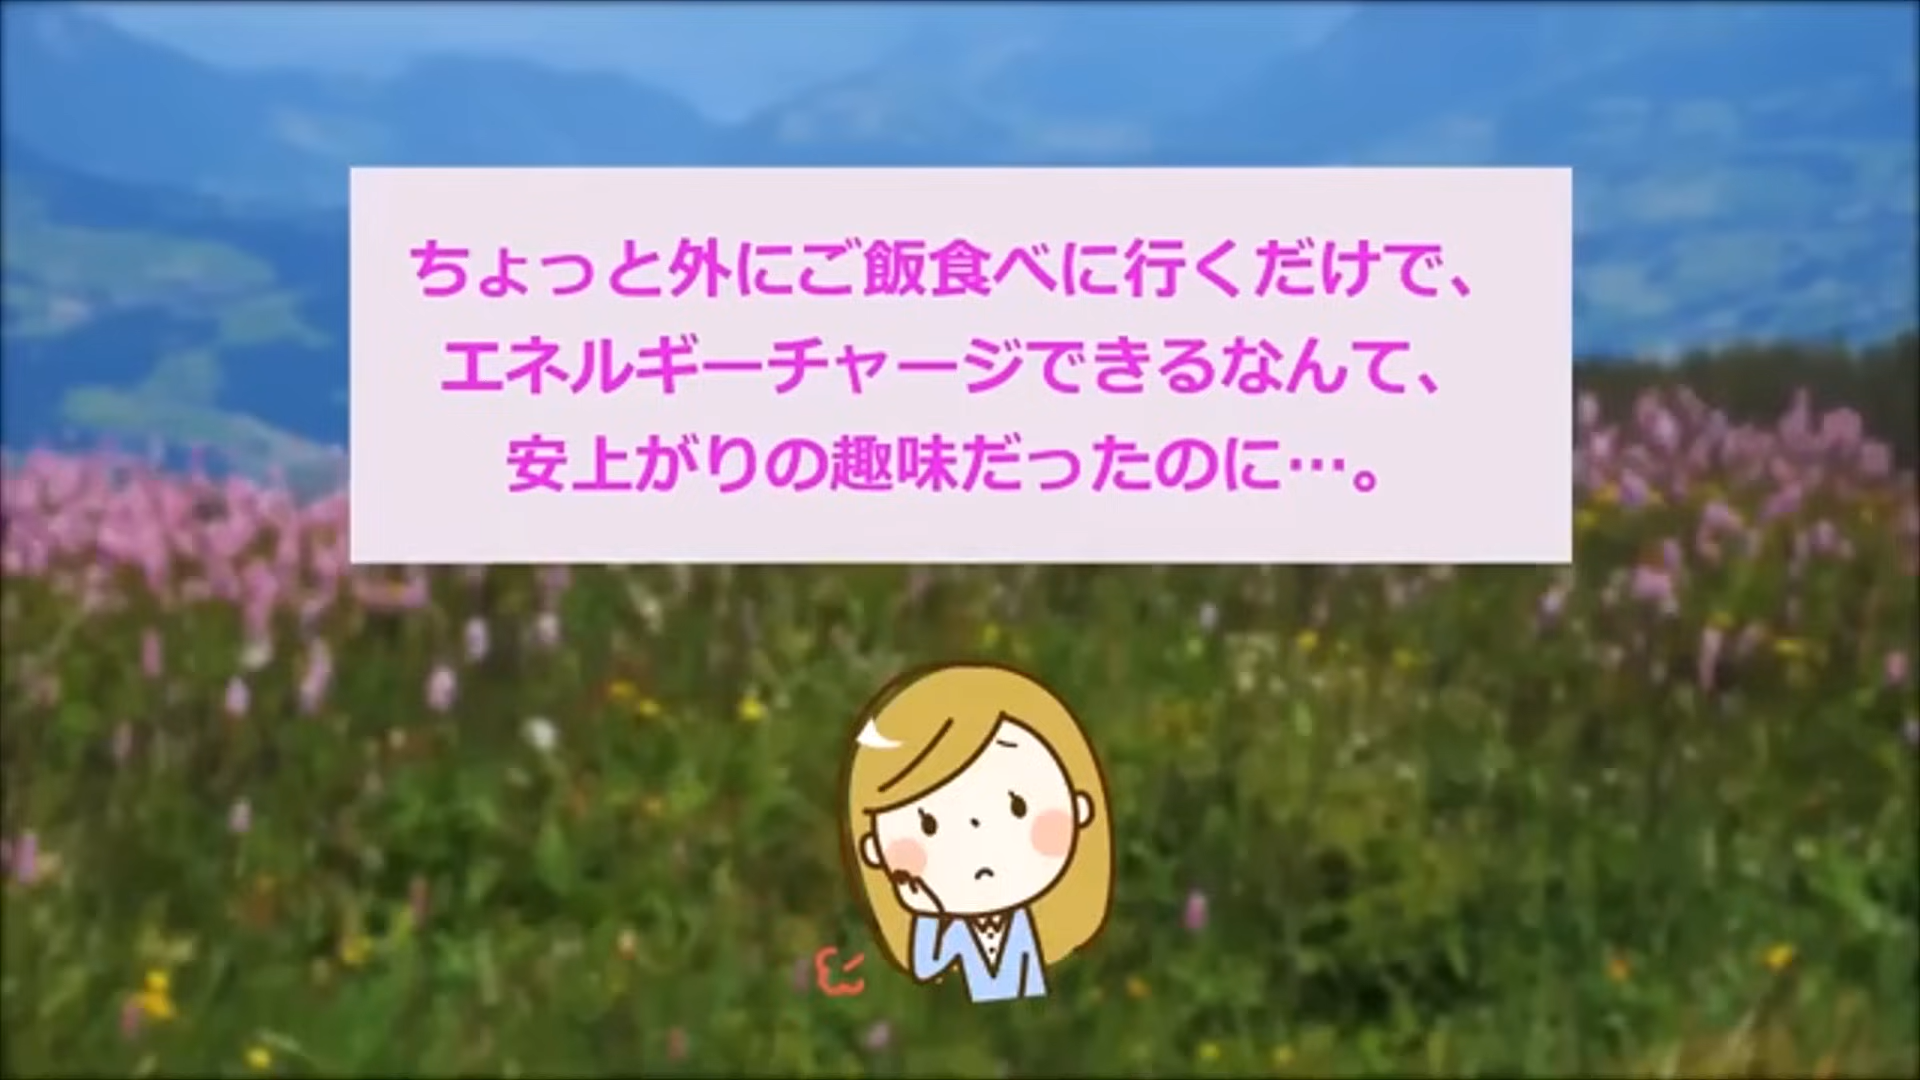 ちょっと外にご飯食べに行くだけで、
エネルギーチャージできるなんて、
安上がりの趣味だったのに…。